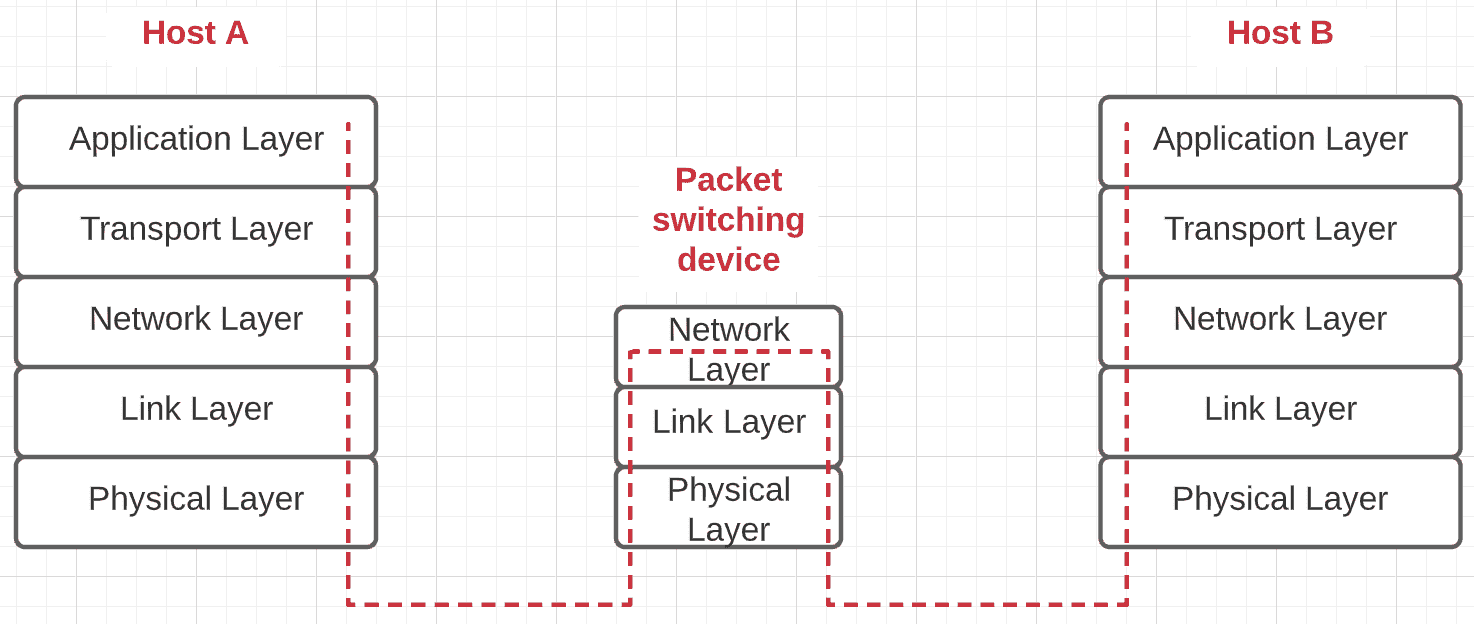 Host A
Application Layer
Transport Layer
Network Layer
Link Layer
Physical Layer
Packet
switching
device
Network
Layer
Link Layer
Physical
Layer
Host B
Application Layer
Transport Layer
Network Layer
Link Layer
Physical Layer